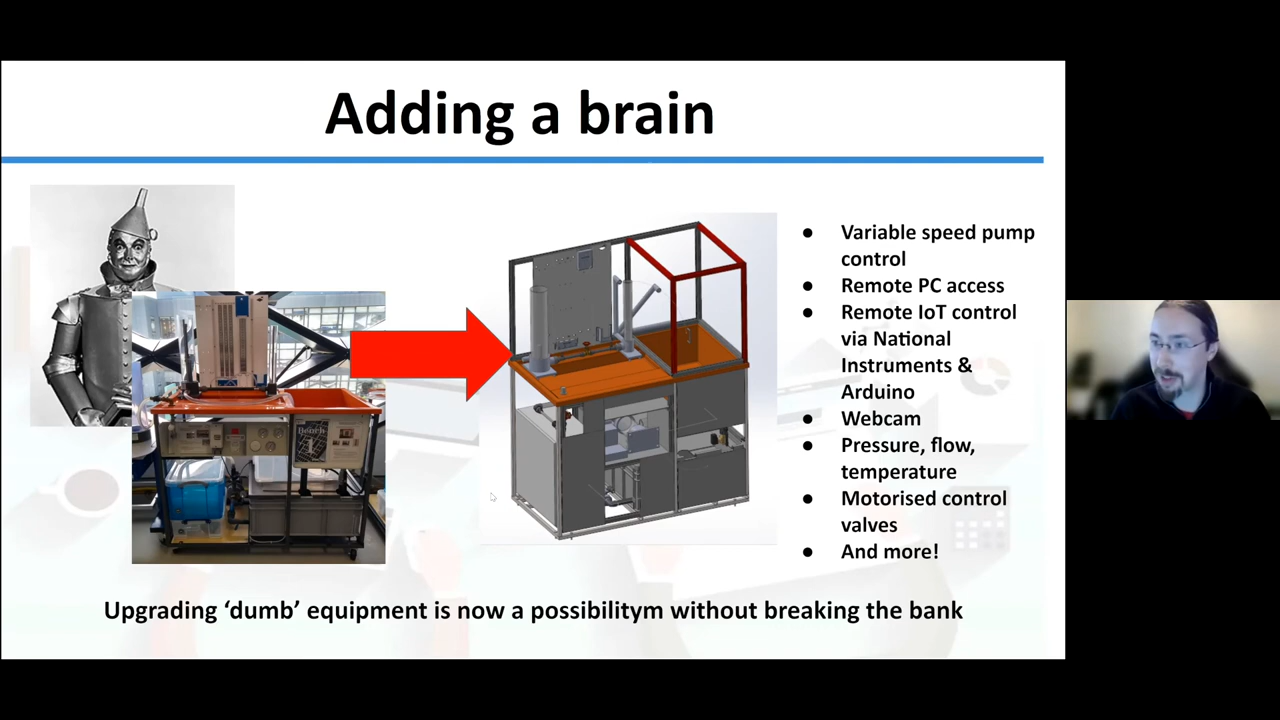 Adding a brain
● Variable speed pump
control
● Remote PC access
● Remote IoT control
via National
Instruments &
Arduino
● Webcam
● Pressure, flow,
temperature
● Motorised control
valves
● And more!
Upgrading ‘dumb’ equipment is now a possibilitym without breaking the bank